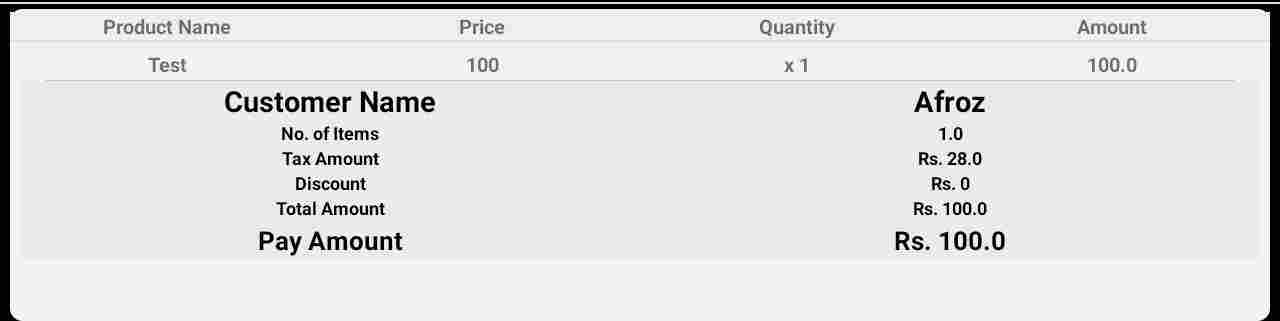 Product Name Price Quantity Amount
Test 100 x 1 100.0
Customer Name Afroz
No. of Items 1.0
Tax Amount Rs. 28.0
Discount Rs. 0
Total Amount Rs. 100.0
Pay Amount Rs. 100.0